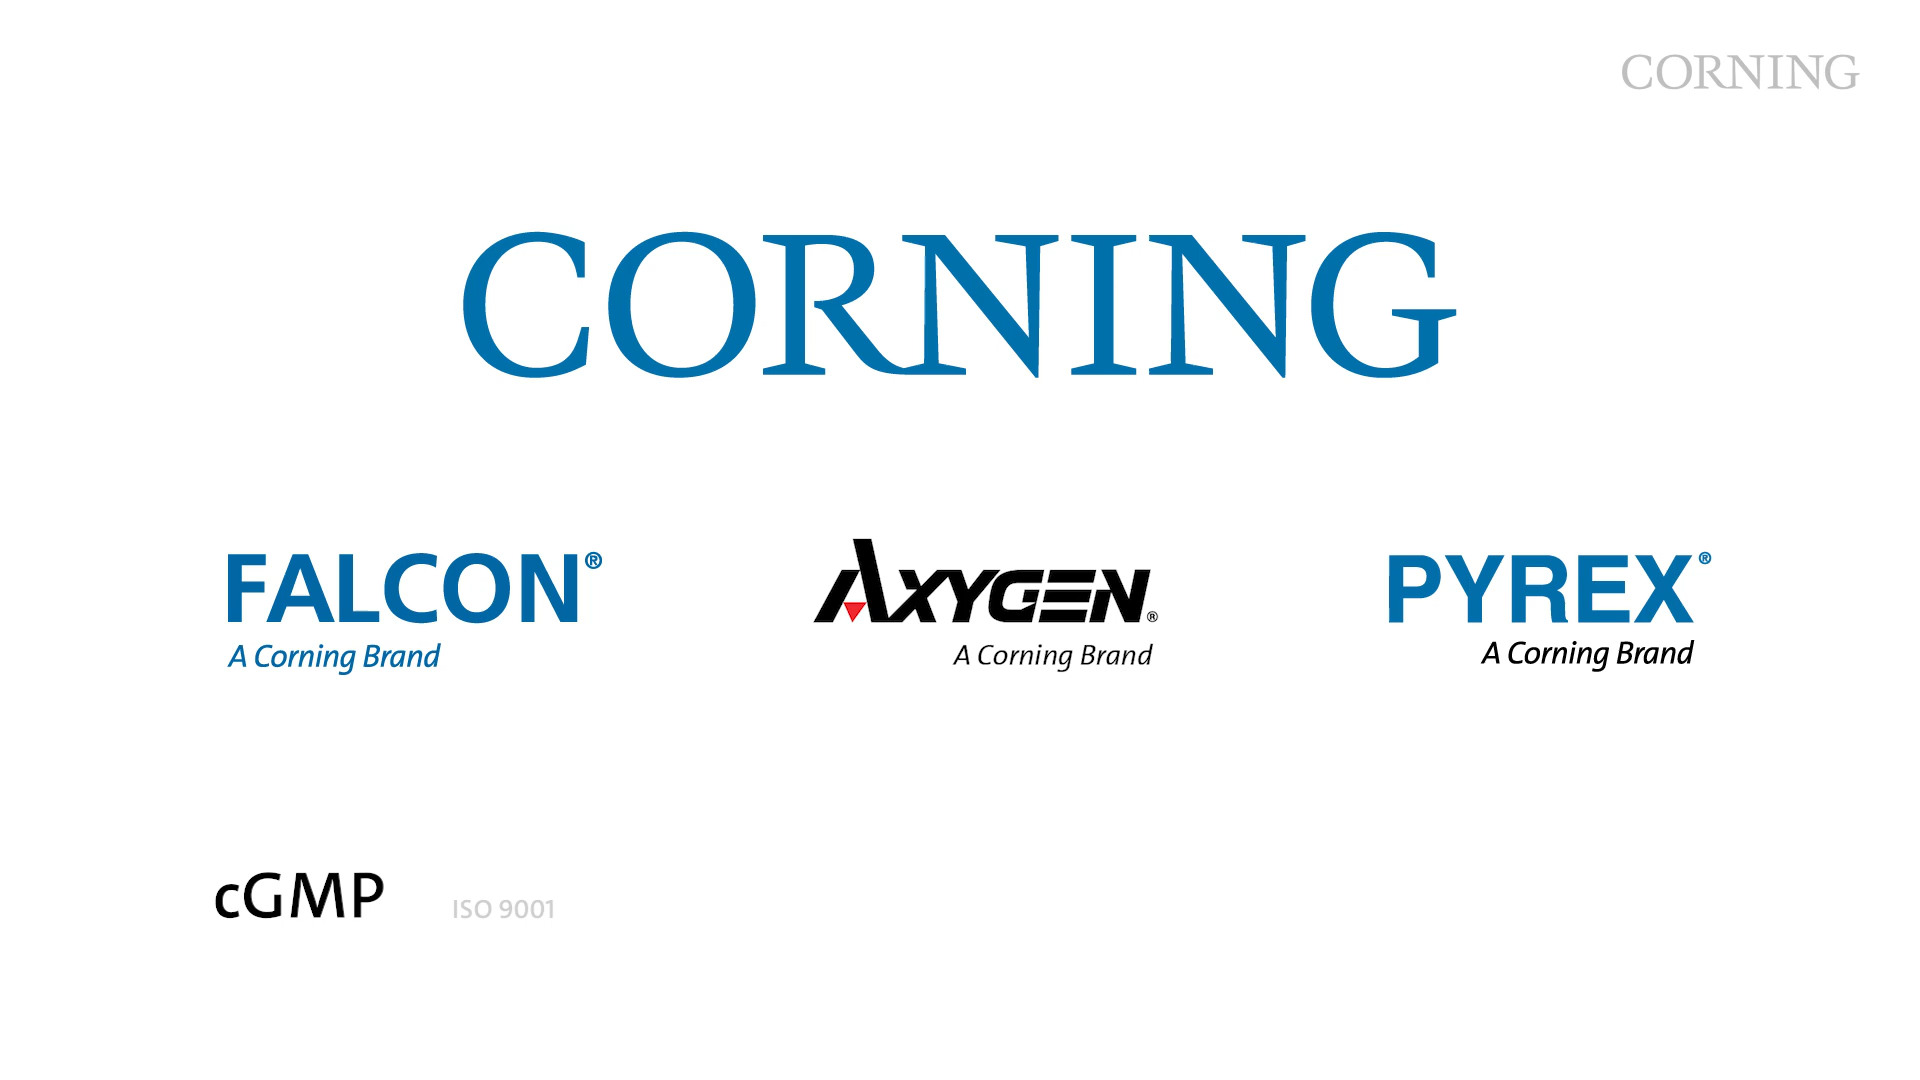 CORNING
CORNING
FALCON®
A Corning Brand
AXYGEN®
A Corning Brand
PYREX®
A Corning Brand
cGMP
ISO 9001